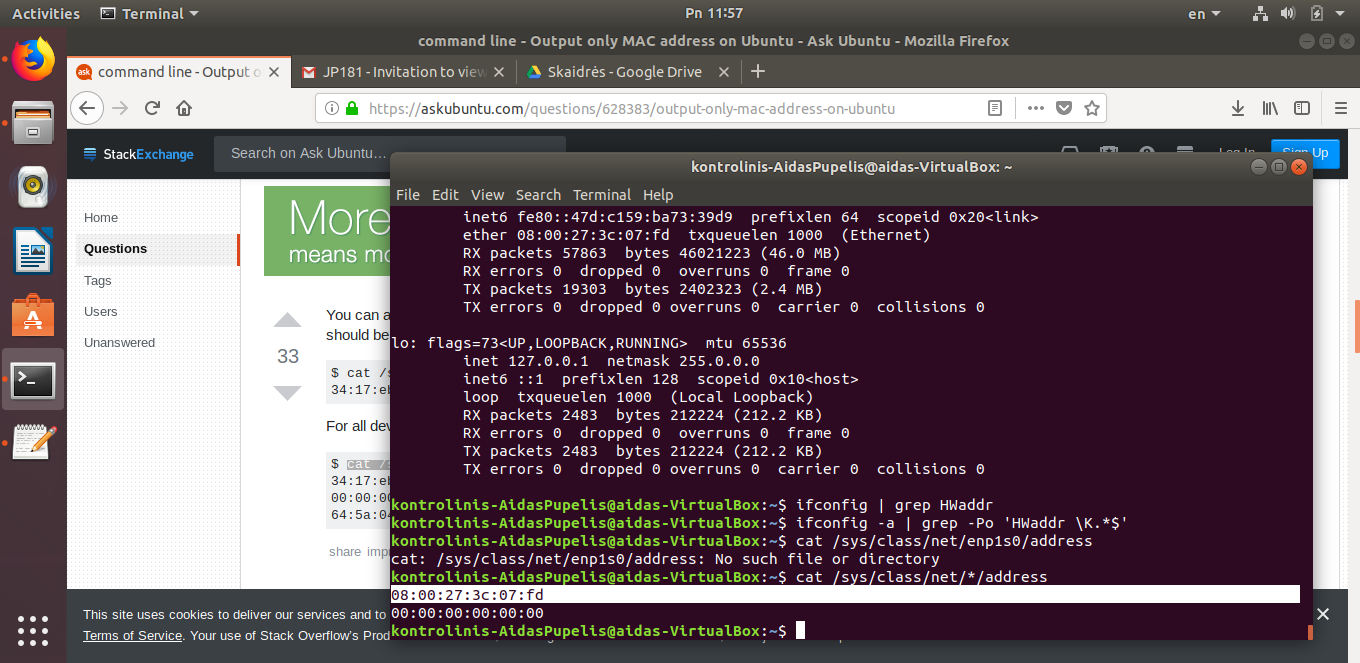 Activities Terminal Pn 11:57 en
command line - Output only MAC address on Ubuntu - Ask Ubuntu - Mozilla Firefox
command line - Output o JP181 - Invitation to view Skaidrės - Google Drive
https://askubuntu.com/questions/628383/output-only-mac-address-on-ubuntu
StackExchange Search on Ask Ubuntu… Log In Sign Up
kontrolinis-AidasPupelis@aidas-VirtualBox: ~
File Edit View Search Terminal Help
Home
Questions
Tags
Users
Unanswered
More
means mo
You can a
should be
33
$ cat /s
34:17:eb
For all dev
$ cat /s
34:17:eb
00:00:00
64:5a:04
share impr
inet6 fe80::47d:c159:ba73:39d9 prefixlen 64 scopeid 0x20<link>
ether 08:00:27:3c:07:fd txqueuelen 1000 (Ethernet)
RX packets 57863 bytes 46021223 (46.0 MB)
RX errors 0 dropped 0 overruns 0 frame 0
TX packets 19303 bytes 2402323 (2.4 MB)
TX errors 0 dropped 0 overruns 0 carrier 0 collisions 0
lo: flags=73<UP,LOOPBACK,RUNNING> mtu 65536
inet 127.0.0.1 netmask 255.0.0.0
inet6 ::1 prefixlen 128 scopeid 0x10<host>
loop txqueuelen 1000 (Local Loopback)
RX packets 2483 bytes 212224 (212.2 KB)
RX errors 0 dropped 0 overruns 0 frame 0
TX packets 2483 bytes 212224 (212.2 KB)
TX errors 0 dropped 0 overruns 0 carrier 0 collisions 0
kontrolinis-AidasPupelis@aidas-VirtualBox:~$ ifconfig | grep HWaddr
kontrolinis-AidasPupelis@aidas-VirtualBox:~$ ifconfig -a | grep -Po 'HWaddr \K.*$'
kontrolinis-AidasPupelis@aidas-VirtualBox:~$ cat /sys/class/net/enp1s0/address
cat: /sys/class/net/enp1s0/address: No such file or directory
kontrolinis-AidasPupelis@aidas-VirtualBox:~$ cat /sys/class/net/*/address
08:00:27:3c:07:fd
00:00:00:00:00:00
kontrolinis-AidasPupelis@aidas-VirtualBox:~$
This site uses cookies to deliver our services and to
Terms of Service. Your use of Stack Overflow's Prod